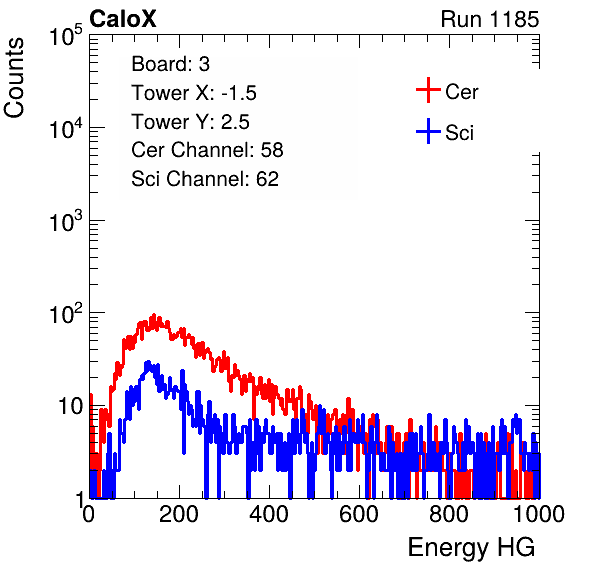 CaloX Run 1185
Counts
Board: 3
Tower X: -1.5
Tower Y: 2.5
Cer Channel: 58
Sci Channel: 62
Cer
Sci
10^5
10^4
10^3
10^2
10
1
0 200 400 600 800 1000
Energy HG